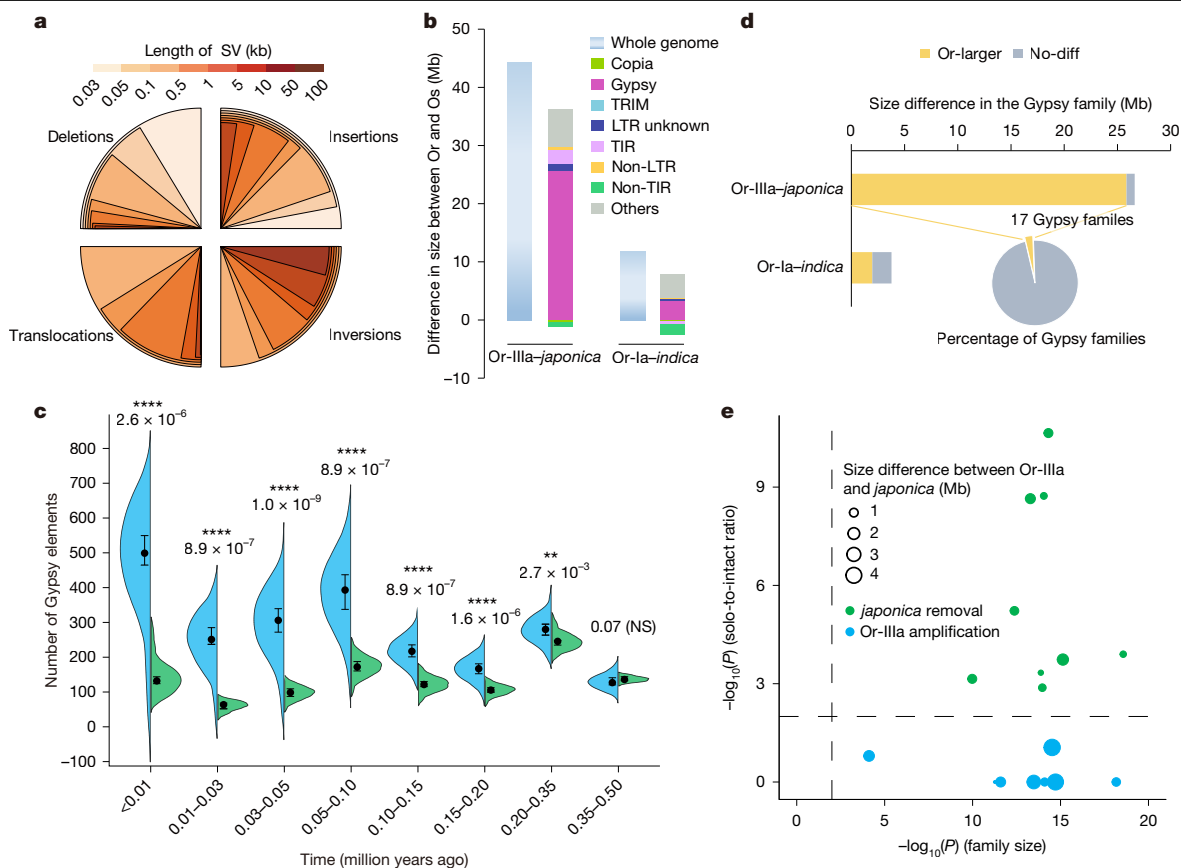 a
Length of SV (kb)
0.03
0.05
0.1
0.5
1
5
10
50
100
Deletions
Insertions
Translocations
Inversions
b
Difference in size between Or and Os (Mb)
50
40
30
20
10
0
−10
Whole genome
Copia
Gypsy
TRIM
LTR unknown
TIR
Non-LTR
Non-TIR
Others
Or-IIIa–japonica
Or-Ia–indica
d
Or-larger
No-diff
Size difference in the Gypsy family (Mb)
0 5 10 15 20 25 30
Or-IIIa–japonica
17 Gypsy familes
Or-Ia–indica
Percentage of Gypsy families
c
Number of Gypsy elements
800
700
600
500
400
300
200
100
0
−100
****
2.6 × 10−6
****
8.9 × 10−7
****
1.0 × 10−9
****
8.9 × 10−7
****
8.9 × 10−7
****
1.6 × 10−6
**
2.7 × 10−3
0.07 (NS)
<0.01
0.01–0.03
0.03–0.05
0.05–0.10
0.10–0.15
0.15–0.20
0.20–0.35
0.35–0.50
Time (million years ago)
e
−log10(P) (solo-to-intact ratio)
9
6
3
0
Size difference between Or-IIIa
and japonica (Mb)
1
2
3
4
japonica removal
Or-IIIa amplification
0 5 10 15 20
−log10(P) (family size)